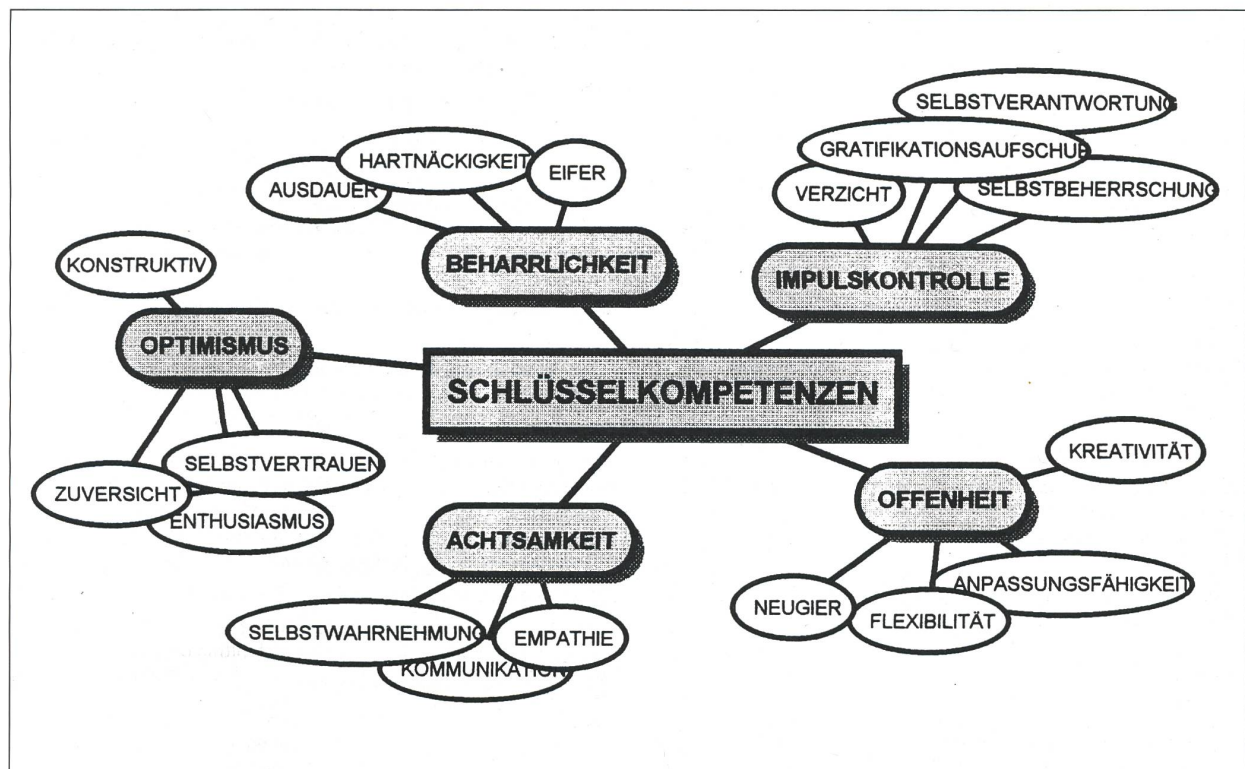 SELBSTVERANTWORTUNG
HARTNÄCKIGKEIT
GRATIFIKATIONSAUFSCHUB
EIFER
AUSDAUER
VERZICHT
SELBSTBEHERRSCHUNG
KONSTRUKTIV
BEHARRLICHKEIT
IMPULSKONTROLLE
OPTIMISMUS
SCHLÜSSELKOMPETENZEN
SELBSTVERTRAUEN
ZUVERSICHT
ENTHUSIASMUS
KREATIVITÄT
OFFENHEIT
ACHTSAMKEIT
ANPASSUNGSFÄHIGKEIT
NEUGIER
FLEXIBILITÄT
SELBSTWAHRNEHMUNG
EMPATHIE
KOMMUNIKATION